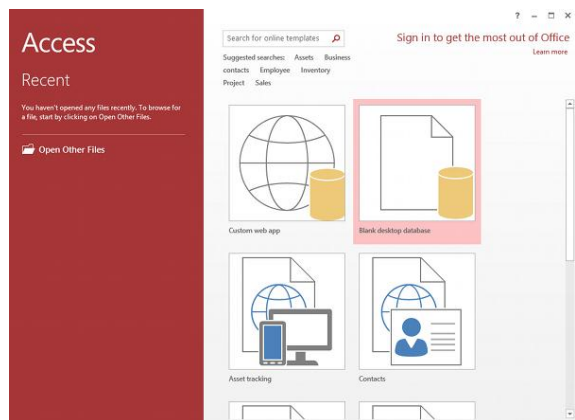 Access
Recent
You haven't opened any files recently. To browse for
a file, start by clicking on Open Other Files.
Open Other Files
?
Search for online templates
Suggested searches: Assets Business
contacts Employee Inventory
Project Sales
Sign in to get the most out of Office
Learn more
Custom web app
Blank desktop database
Asset tracking
Contacts